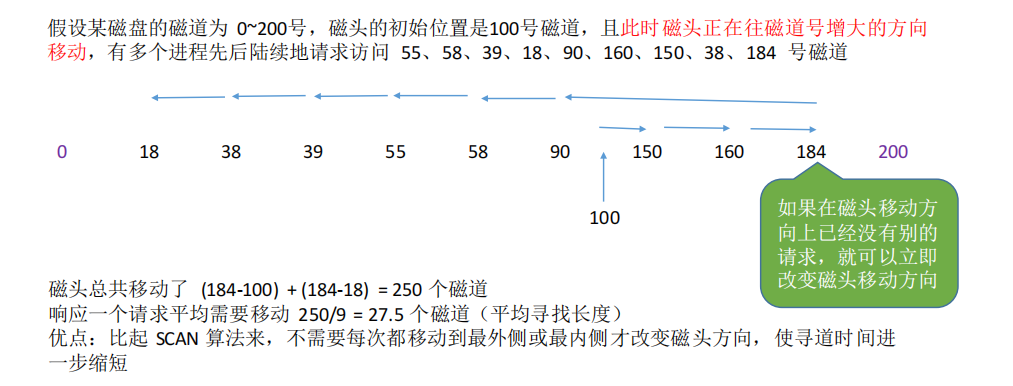 假设某磁盘的磁道为 0~200号，磁头的初始位置是100号磁道，且此时磁头正在往磁道号增大的方向
移动，有多个进程先后陆续地请求访问 55、58、39、18、90、160、150、38、184 号磁道
0 18 38 39 55 58 90 150 160 184 200
100
如果在磁头移动方
向上已经没有别的
请求，就可以立即
改变磁头移动方向
磁头总共移动了 (184-100) + (184-18) = 250 个磁道
响应一个请求平均需要移动 250/9 = 27.5 个磁道（平均寻找长度）
优点：比起 SCAN 算法来，不需要每次都移动到最外侧或最内侧才改变磁头方向，使寻道时间进
一步缩短